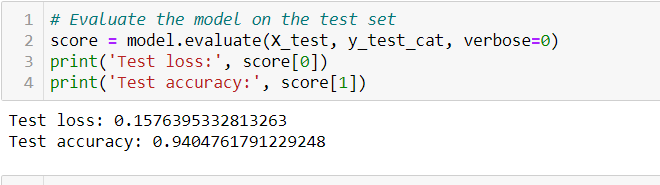 1 # Evaluate the model on the test set
2 score = model.evaluate(X_test, y_test_cat, verbose=0)
3 print('Test loss:', score[0])
4 print('Test accuracy:', score[1])
Test loss: 0.1576395332813263
Test accuracy: 0.9404761791229248